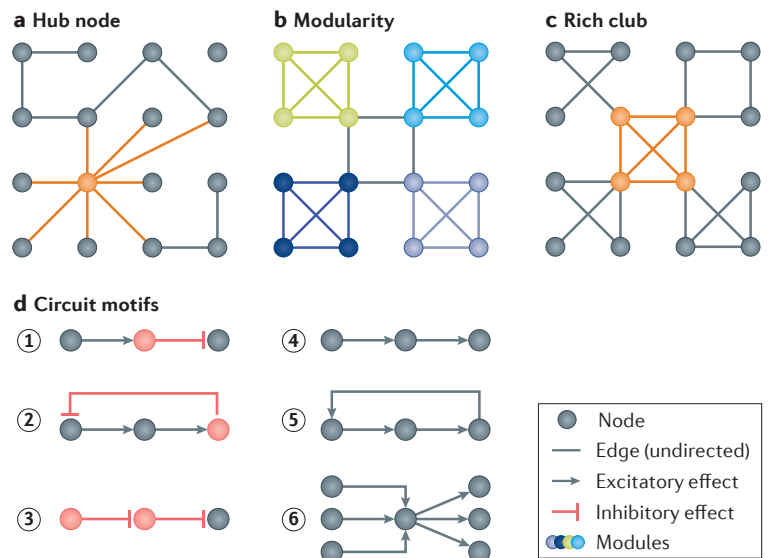 a Hub node
b Modularity
c Rich club
d Circuit motifs
1
4
2
5
3
6
Node
Edge (undirected)
Excitatory effect
Inhibitory effect
Modules